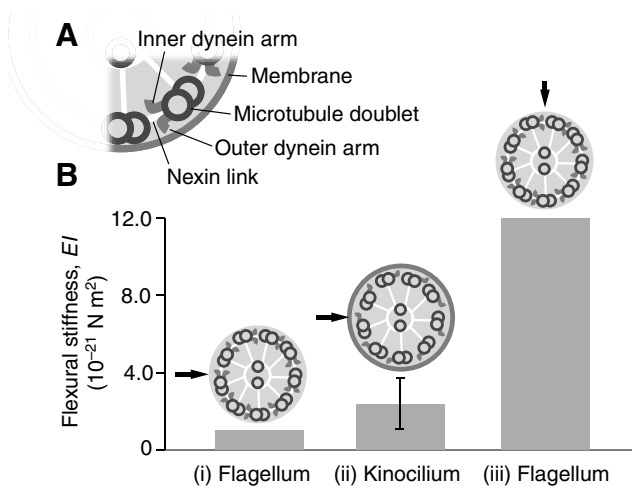 A
Inner dynein arm
Membrane
Microtubule doublet
Outer dynein arm
Nexin link
B
Flexural stiffness, EI
(10⁻²¹ N m²)
12.0
8.0
4.0
0
(i) Flagellum
(ii) Kinocilium
(iii) Flagellum